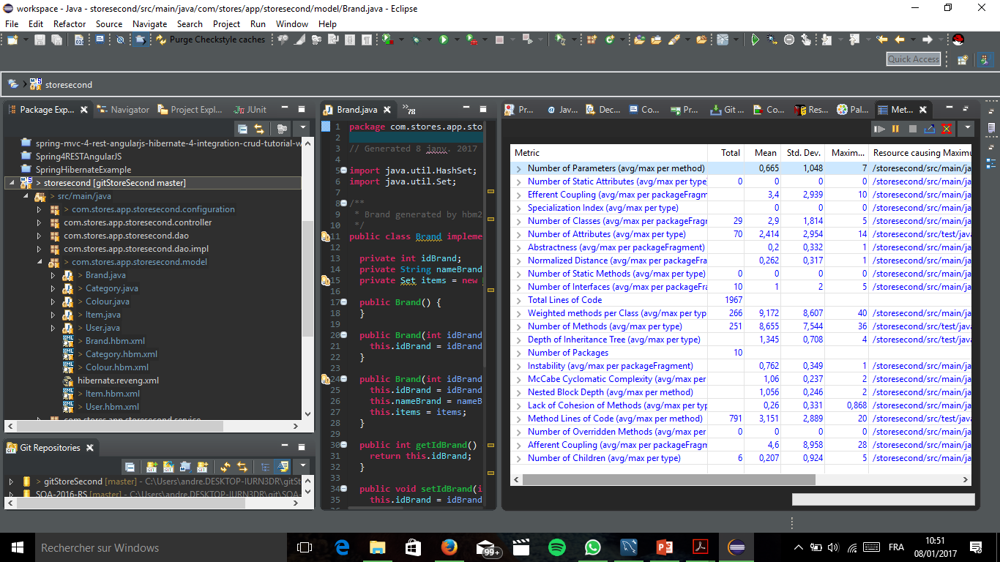 workspace - Java - storesecond/src/main/java/com/stores/app/storesecond/model/Brand.java - Eclipse
File Edit Refactor Source Navigate Search Project Run Window Help
Purge Checkstyle caches
Quick Access
storesecond
Package Exp... Navigator Project Expl... JUnit
spring-mvc-4-rest-angularjs-hibernate-4-integration-crud-tutorial-w
Spring4RESTAngularJS
SpringHibernateExample
> storesecond [gitStoreSecond master]
> src/main/java
> com.stores.app.storesecond.configuration
com.stores.app.storesecond.controller
com.stores.app.storesecond.dao
com.stores.app.storesecond.dao.impl
> com.stores.app.storesecond.model
> Brand.java
> Category.java
> Colour.java
> Item.java
> User.java
> Brand.hbm.xml
> Category.hbm.xml
> Colour.hbm.xml
hibernate.reveng.xml
> Item.hbm.xml
> User.hbm.xml
com.stores.app.storesecond.service
Git Repositories
> gitStoreSecond [master] - C:\Users\andre.DESKTOP-IURN3DR\gitSt
SOA-2016-RS [master] - C:\Users\andre.DESKTOP-IURN3DR\git\SOA-
Brand.java
»78
1 package com.stores.app.sto
2
3 // Generated 8 janv. 2017
4
5 import java.util.HashSet;
6 import java.util.Set;
7
8 /**
9 * Brand generated by hbm2
10 */
11 public class Brand impleme
12
13 private int idBrand;
14 private String nameBrand
15 private Set items = new
16
17 public Brand() {
18 }
19
20 public Brand(int idBrand
21 this.idBrand = idBrand
22 }
23
24 public Brand(int idBrand
25 this.idBrand = idBrand
26 this.nameBrand = nameB
27 this.items = items;
28 }
29
30 public int getIdBrand()
31 return this.idBrand;
32 }
33
34 public void setIdBrand(i
35 this.idBrand = idBrand
36
Pr... Jav... Dec... Co... Pr... Git ... Co... Res... Pal... Met...
Metric Total Mean Std. Dev. Maxim... Resource causing Maximu
Number of Parameters (avg/max per method) 0,665 1,048 7 /storesecond/src/main/ja
Number of Static Attributes (avg/max per type) 0 0 0 0 /storesecond/src/main/ja
Efferent Coupling (avg/max per packageFragm 3,4 2,939 10 /storesecond/src/main/ja
Specialization Index (avg/max per type) 0 0 0 /storesecond/src/main/ja
Number of Classes (avg/max per packageFragr 29 2,9 1,814 5 /storesecond/src/main/ja
Number of Attributes (avg/max per type) 70 2,414 2,954 14 /storesecond/src/test/java
Abstractness (avg/max per packageFragment) 0,2 0,332 1 /storesecond/src/main/ja
Normalized Distance (avg/max per packageFra 0,262 0,317 1 /storesecond/src/main/ja
Number of Static Methods (avg/max per type) 0 0 0 0 /storesecond/src/main/ja
Number of Interfaces (avg/max per packageFra 10 1 2 5 /storesecond/src/main/ja
Total Lines of Code 1967
Weighted methods per Class (avg/max per typ 266 9,172 8,607 40 /storesecond/src/main/ja
Number of Methods (avg/max per type) 251 8,655 7,544 36 /storesecond/src/test/java
Depth of Inheritance Tree (avg/max per type) 1,345 0,708 4 /storesecond/src/test/java
Number of Packages 10
Instability (avg/max per packageFragment) 0,762 0,349 1 /storesecond/src/main/ja
McCabe Cyclomatic Complexity (avg/max per 1,06 0,237 2 /storesecond/src/main/ja
Nested Block Depth (avg/max per method) 1,056 0,246 2 /storesecond/src/main/ja
Lack of Cohesion of Methods (avg/max per typ 0,26 0,331 0,868 /storesecond/src/main/ja
Method Lines of Code (avg/max per method) 791 3,151 2,889 20 /storesecond/src/test/java
Number of Overridden Methods (avg/max per 0 0 0 0 /storesecond/src/main/ja
Afferent Coupling (avg/max per packageFragm 4,6 8,958 28 /storesecond/src/main/ja
Number of Children (avg/max per type) 6 0,207 0,924 5 /storesecond/src/main/ja
Rechercher sur Windows
99+
FRA
10:51
08/01/2017